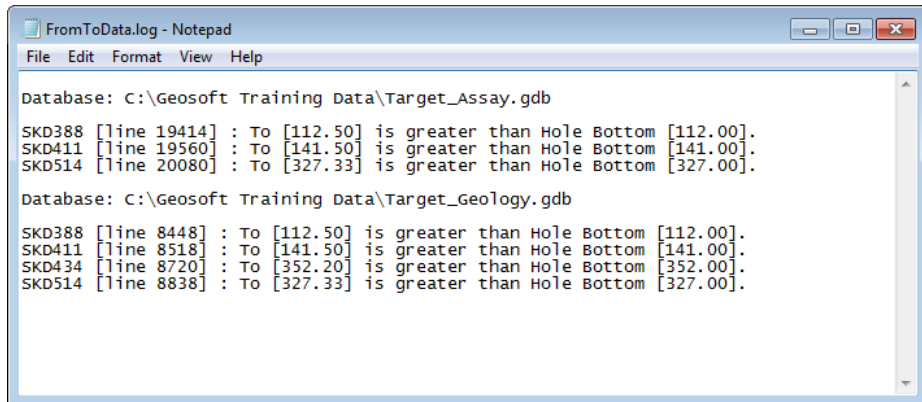 FromToData.log - Notepad
File Edit Format View Help
Database: C:\Geosoft Training Data\Target_Assay.gdb
SKD388 [line 19414] : To [112.50] is greater than Hole Bottom [112.00].
SKD411 [line 19560] : To [141.50] is greater than Hole Bottom [141.00].
SKD514 [line 20080] : To [327.33] is greater than Hole Bottom [327.00].
Database: C:\Geosoft Training Data\Target_Geology.gdb
SKD388 [line 8448] : To [112.50] is greater than Hole Bottom [112.00].
SKD411 [line 8518] : To [141.50] is greater than Hole Bottom [141.00].
SKD434 [line 8720] : To [352.20] is greater than Hole Bottom [352.00].
SKD514 [line 8838] : To [327.33] is greater than Hole Bottom [327.00].